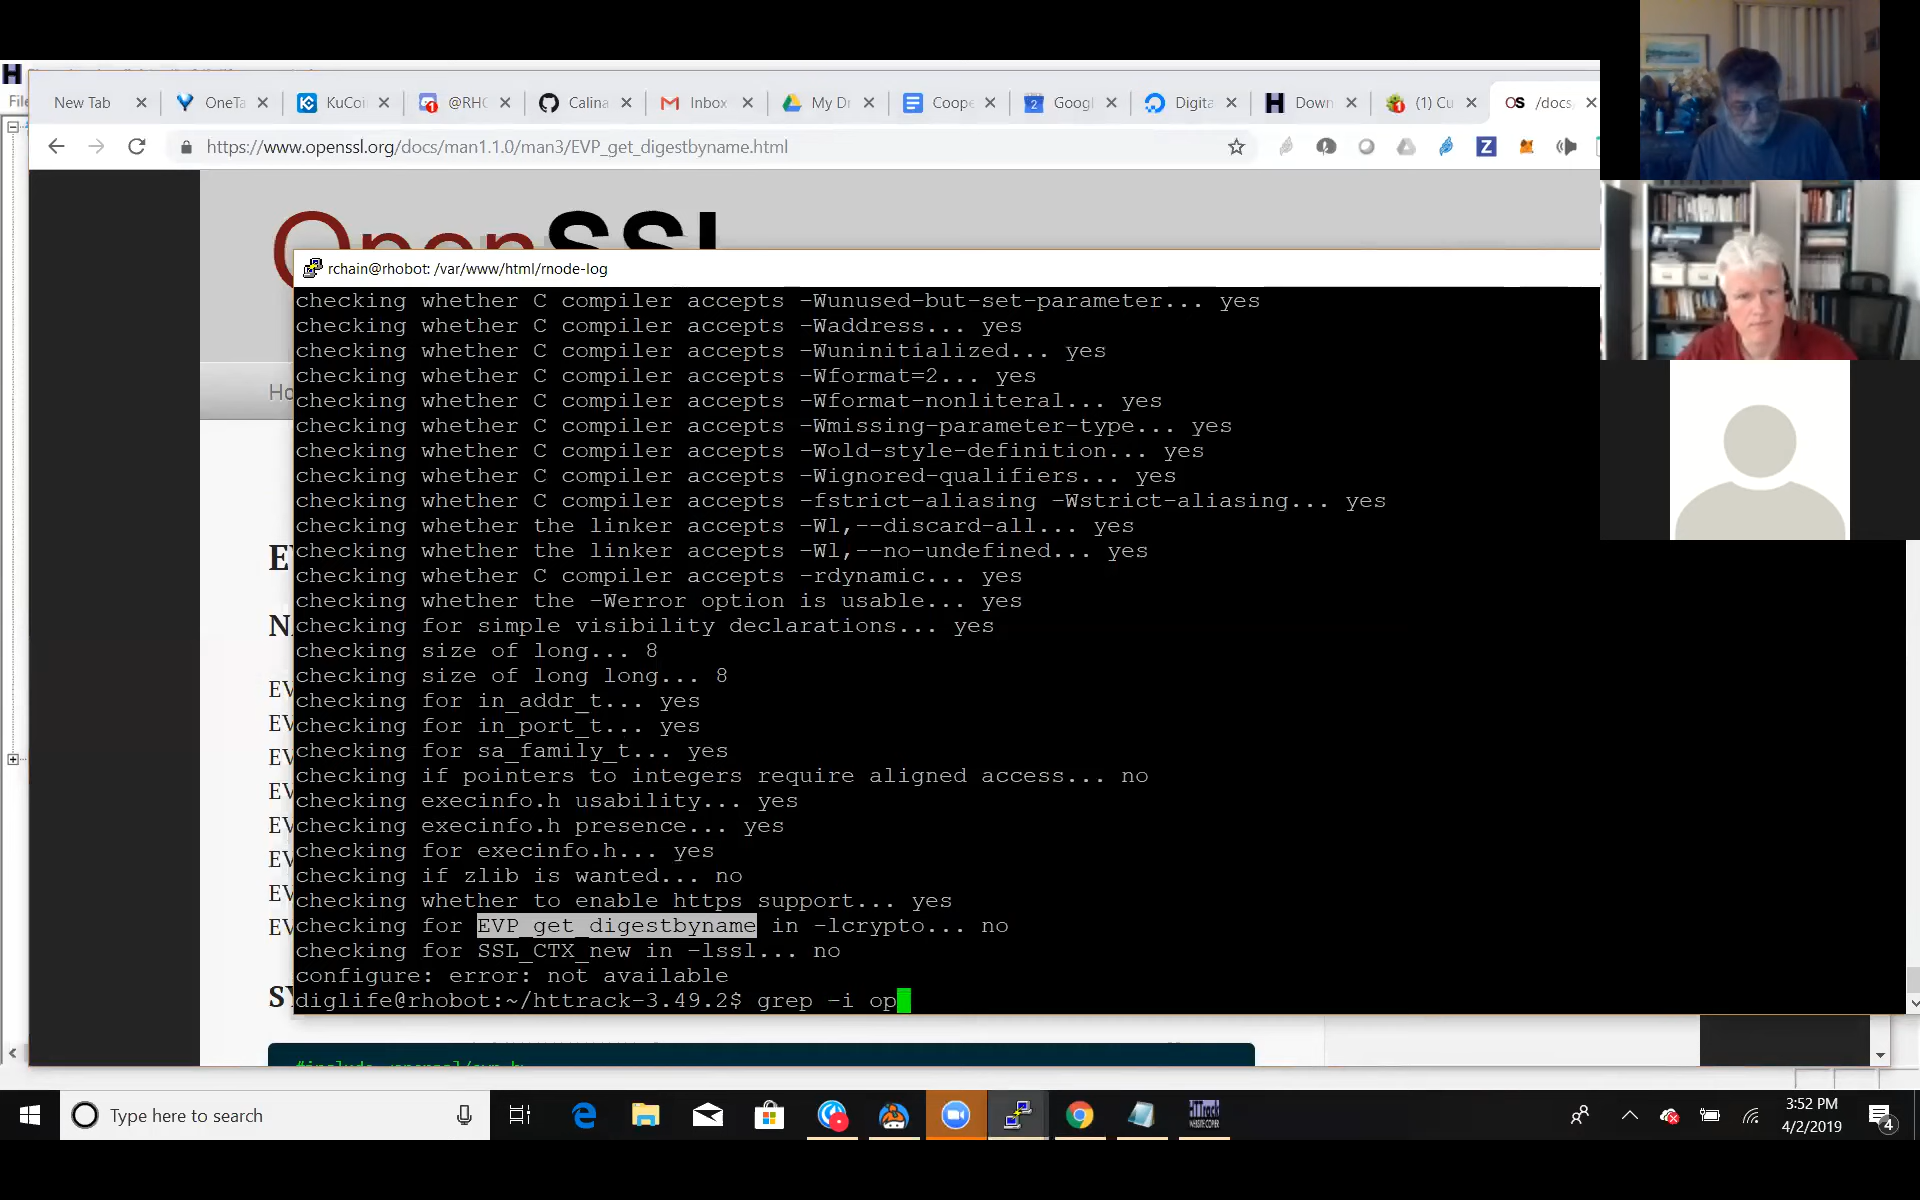 File
New Tab
OneTa
KuCoi
@RHC
Calina
Inbox
My Dr
Coope
Googl
Digita
Down
(1) Cu
/docs,
https://www.openssl.org/docs/man1.1.0/man3/EVP_get_digestbyname.html
OpenSSL
rchain@rhobot: /var/www/html/rnode-log
checking whether C compiler accepts -Wunused-but-set-parameter... yes
checking whether C compiler accepts -Waddress... yes
checking whether C compiler accepts -Wuninitialized... yes
checking whether C compiler accepts -Wformat=2... yes
checking whether C compiler accepts -Wformat-nonliteral... yes
checking whether C compiler accepts -Wmissing-parameter-type... yes
checking whether C compiler accepts -Wold-style-definition... yes
checking whether C compiler accepts -Wignored-qualifiers... yes
checking whether C compiler accepts -fstrict-aliasing -Wstrict-aliasing... yes
checking whether the linker accepts -Wl,--discard-all... yes
checking whether the linker accepts -Wl,--no-undefined... yes
checking whether C compiler accepts -rdynamic... yes
checking whether the -Werror option is usable... yes
checking for simple visibility declarations... yes
checking size of long... 8
checking size of long long... 8
checking for in_addr_t... yes
checking for in_port_t... yes
checking for sa_family_t... yes
checking if pointers to integers require aligned access... no
checking execinfo.h usability... yes
checking execinfo.h presence... yes
checking for execinfo.h... yes
checking if zlib is wanted... no
checking whether to enable https support... yes
checking for EVP_get_digestbyname in -lcrypto... no
checking for SSL_CTX_new in -lssl... no
configure: error: not available
diglife@rhobot:~/httrack-3.49.2$ grep -i op
Type here to search
3:52 PM
4/2/2019
4